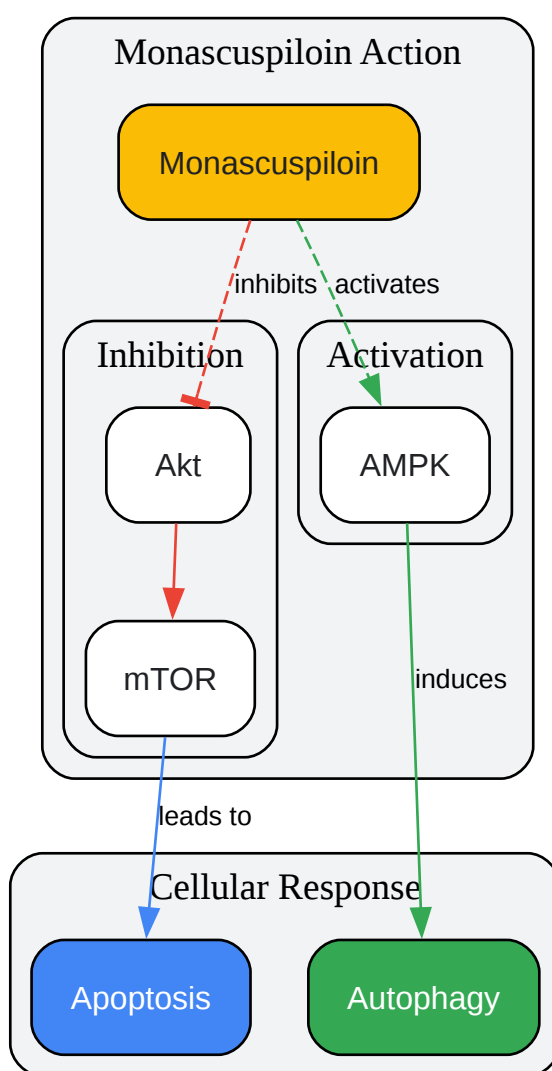 Monascuspiloin Action
Monascuspiloin
inhibits
activates
Inhibition
Activation
Akt
AMPK
mTOR
induces
leads to
Cellular Response
Apoptosis
Autophagy